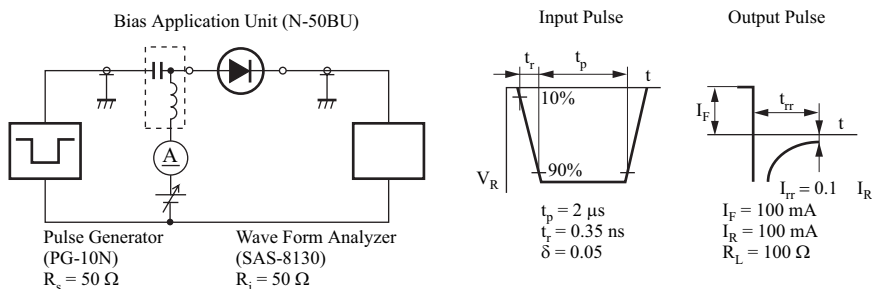 Bias Application Unit (N-50BU)
A
Pulse Generator
(PG-10N)
R_s = 50 Ω
Wave Form Analyzer
(SAS-8130)
R_i = 50 Ω
Input Pulse
t_r
t_p
t
10%
90%
V_R
t_p = 2 μs
t_r = 0.35 ns
δ = 0.05
Output Pulse
I_F
t_rr
t
I_rr = 0.1 I_R
I_F = 100 mA
I_R = 100 mA
R_L = 100 Ω